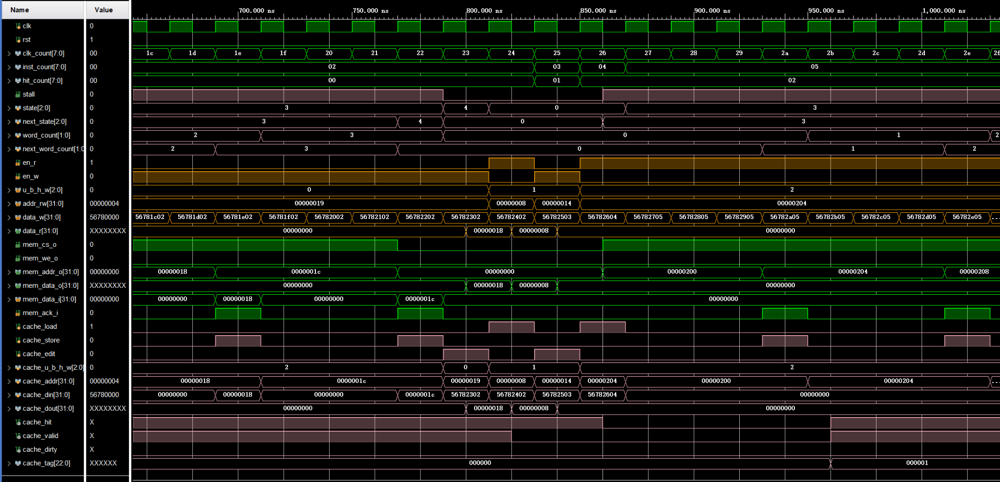 Name Value 700.000 ns 750.000 ns 800.000 ns 850.000 ns 900.000 ns 950.000 ns 1,000.000 ns
clk 0
rst 1
clk_count[7:0] 00 1c 1d 1e 1f 20 21 22 23 24 25 26 27 28 29 2a 2b 2c 2d 2e 2f
inst_count[7:0] 00 02 03 04 05
hit_count[7:0] 00 00 01 02
stall 0
state[2:0] 0 3 4 0 3
next_state[2:0] 0 3 4 0 3
word_count[1:0] 0 2 3 0 1 2
next_word_count[1:0 0 2 3 0 1 2
en_r 1
en_w 0
u_b_h_w[2:0] 0 0 1 2
addr_rw[31:0] 00000004 00000019 00000008 00000014 00000204
data_w[31:0] 56780000 56781c02 56781d02 56781e02 56781f02 56782002 56782102 56782202 56782302 56782402 56782503 56782604 56782705 56782805 56782905 56782a05 56782b05 56782c05 56782d05 56782e05 ...
data_r[31:0] XXXXXXXX 00000000 00000018 00000008 00000000
mem_cs_o 0
mem_we_o 0
mem_addr_o[31:0] 00000000 00000018 0000001c 00000000 00000200 00000204 00000208
mem_data_o[31:0] XXXXXXXX 00000000 00000018 00000008 00000000
mem_data_i[31:0] 00000000 00000000 00000018 00000000 0000001c 00000000
mem_ack_i 0
cache_load 1
cache_store 0
cache_edit 0
cache_u_b_h_w[2:0] 0 2 0 1 2
cache_addr[31:0] 00000004 00000018 0000001c 00000019 00000008 00000014 00000204 00000200 00000204 ...
cache_din[31:0] 56780000 00000000 00000018 00000000 0000001c 56782302 56782402 56782503 56782604 00000000
cache_dout[31:0] XXXXXXXX 00000000 00000018 00000008 00000000
cache_hit X
cache_valid X
cache_dirty X
cache_tag[22:0] XXXXXX 000000 000001